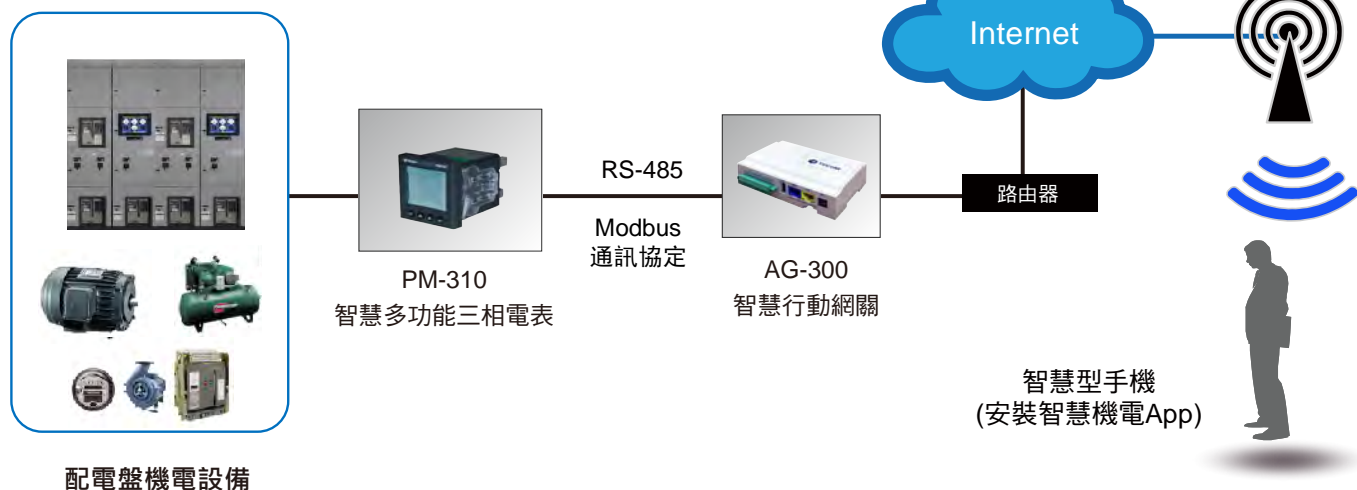 Internet
RS-485
路由器
Modbus
通訊協定
PM-310
智慧多功能三相電表
AG-300
智慧行動網關
智慧型手機
(安裝智慧機電App)
配電盤機電設備